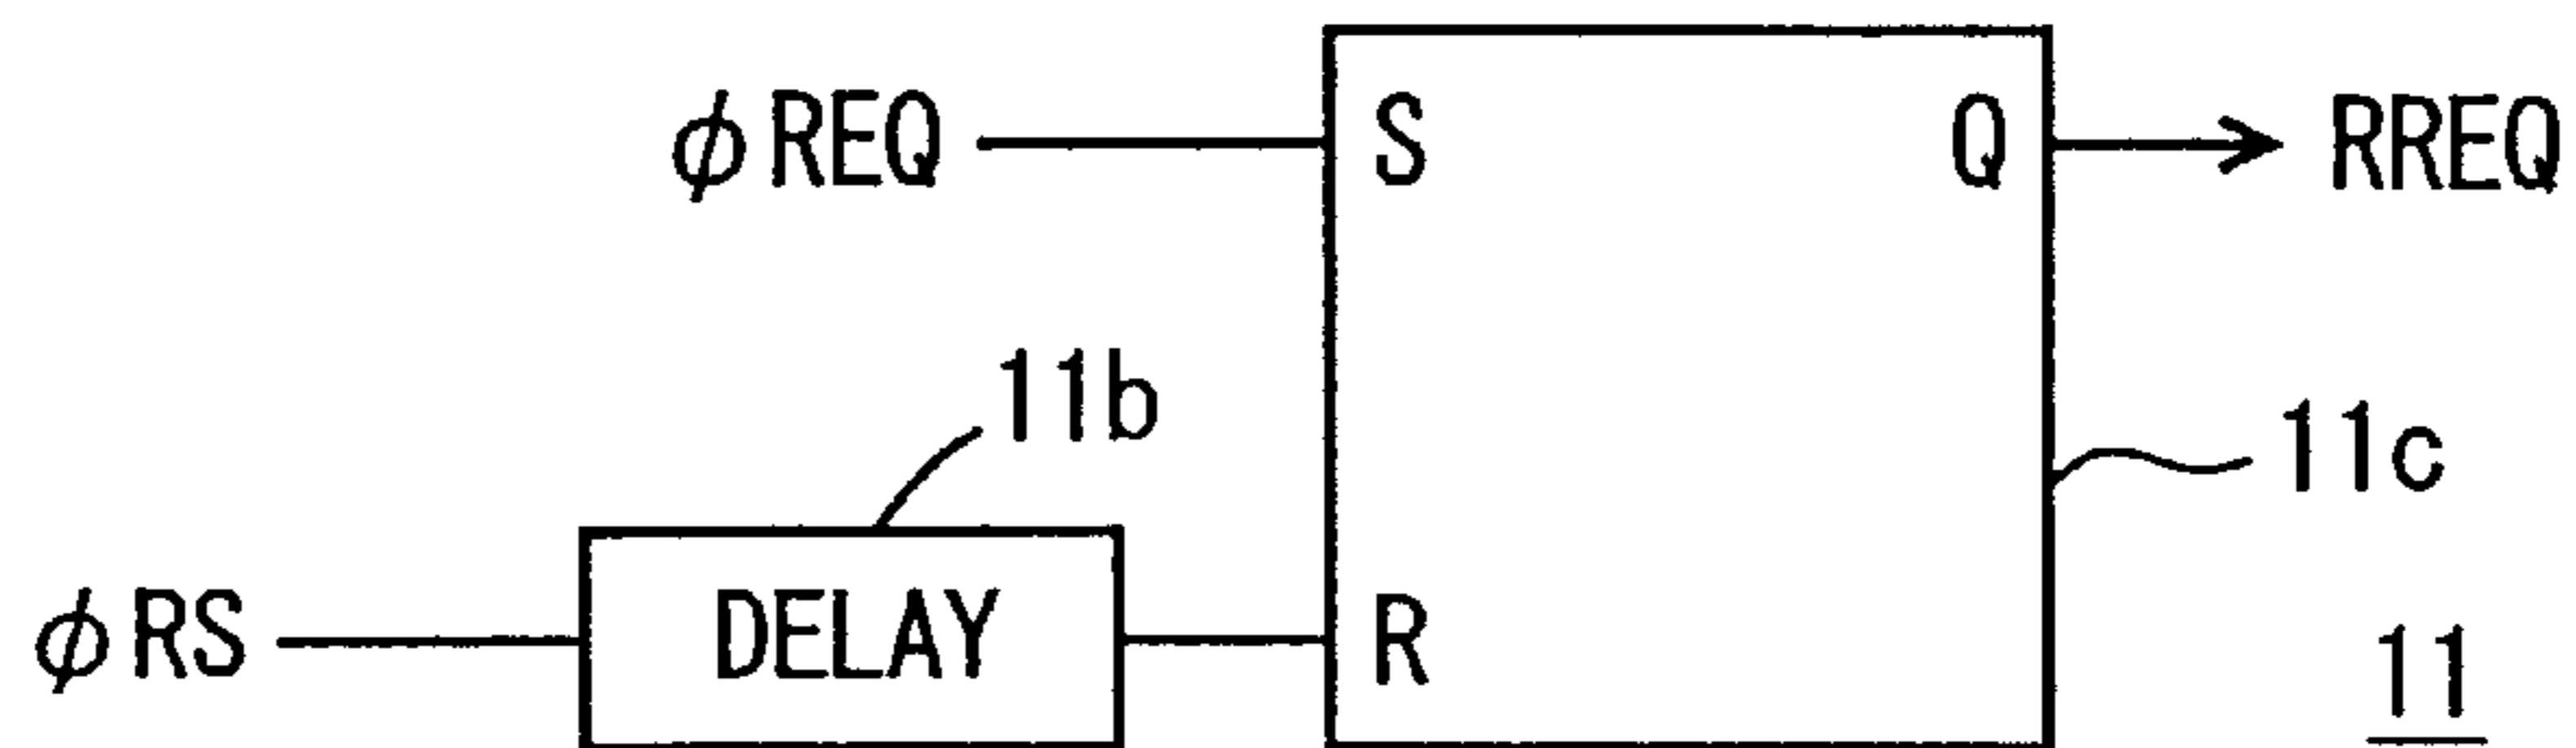 φREQ
S
Q
RREQ
11b
11c
φRS
DELAY
R
11